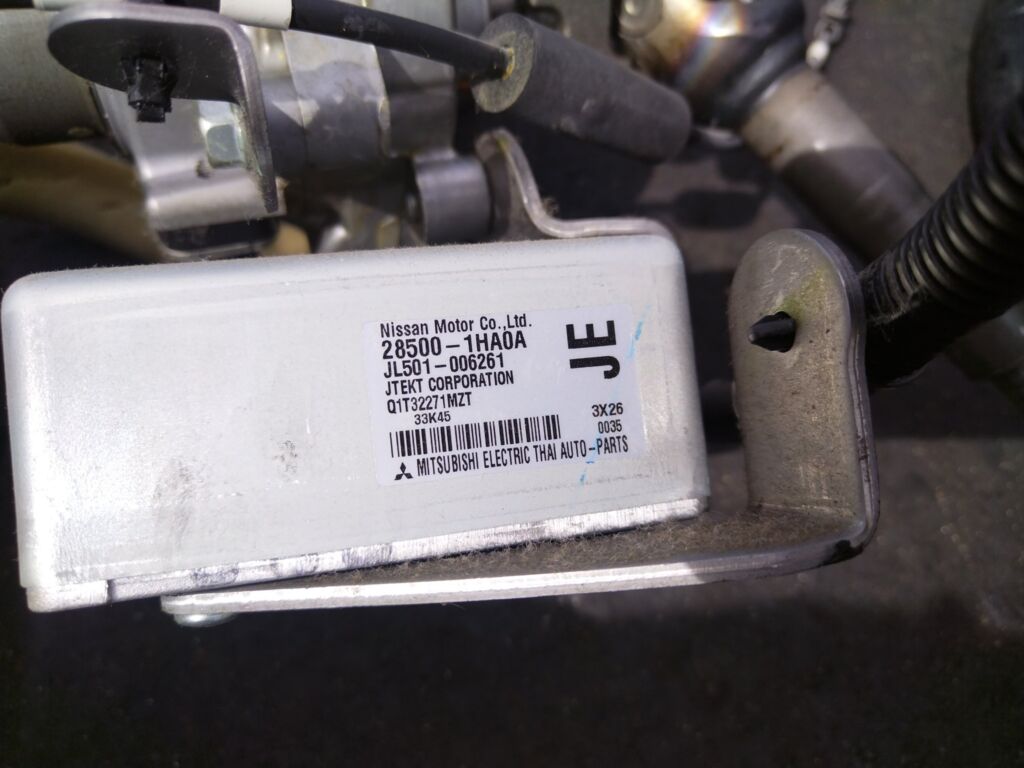 Nissan Motor Co.,Ltd.
28500-1HA0A
JL501-006261
JTEKT CORPORATION
Q1T32271MZT
33K45
JE
3X26
0035
MITSUBISHI ELECTRIC THAI AUTO-PARTS